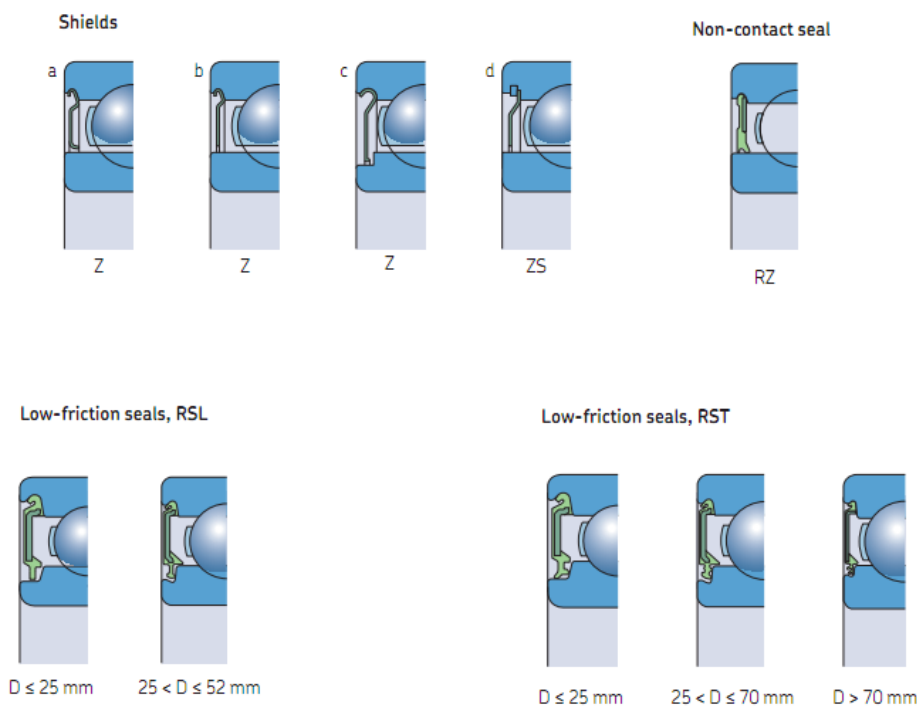 Shields
Non-contact seal
a
b
c
d
Z
Z
Z
ZS
RZ
Low-friction seals, RSL
Low-friction seals, RST
D ≤ 25 mm
25 < D ≤ 52 mm
D ≤ 25 mm
25 < D ≤ 70 mm
D > 70 mm